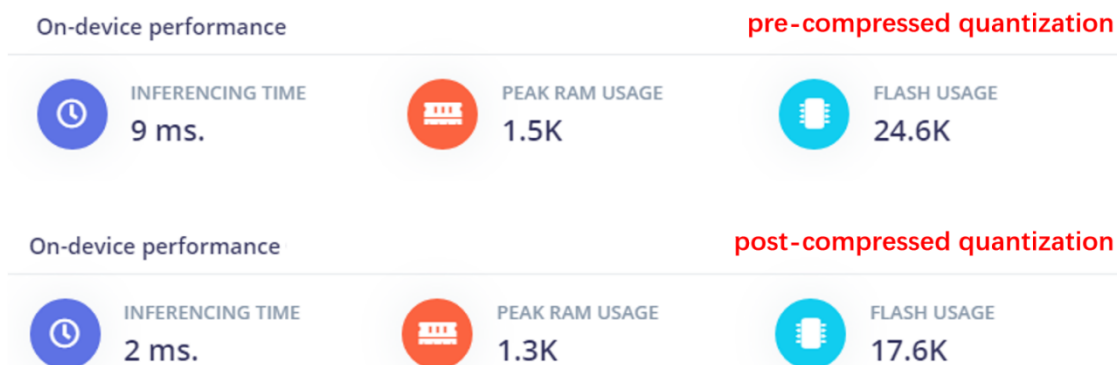 On-device performance
pre-compressed quantization
INFERENCING TIME
9 ms.
PEAK RAM USAGE
1.5K
FLASH USAGE
24.6K
On-device performance
post-compressed quantization
INFERENCING TIME
2 ms.
PEAK RAM USAGE
1.3K
FLASH USAGE
17.6K